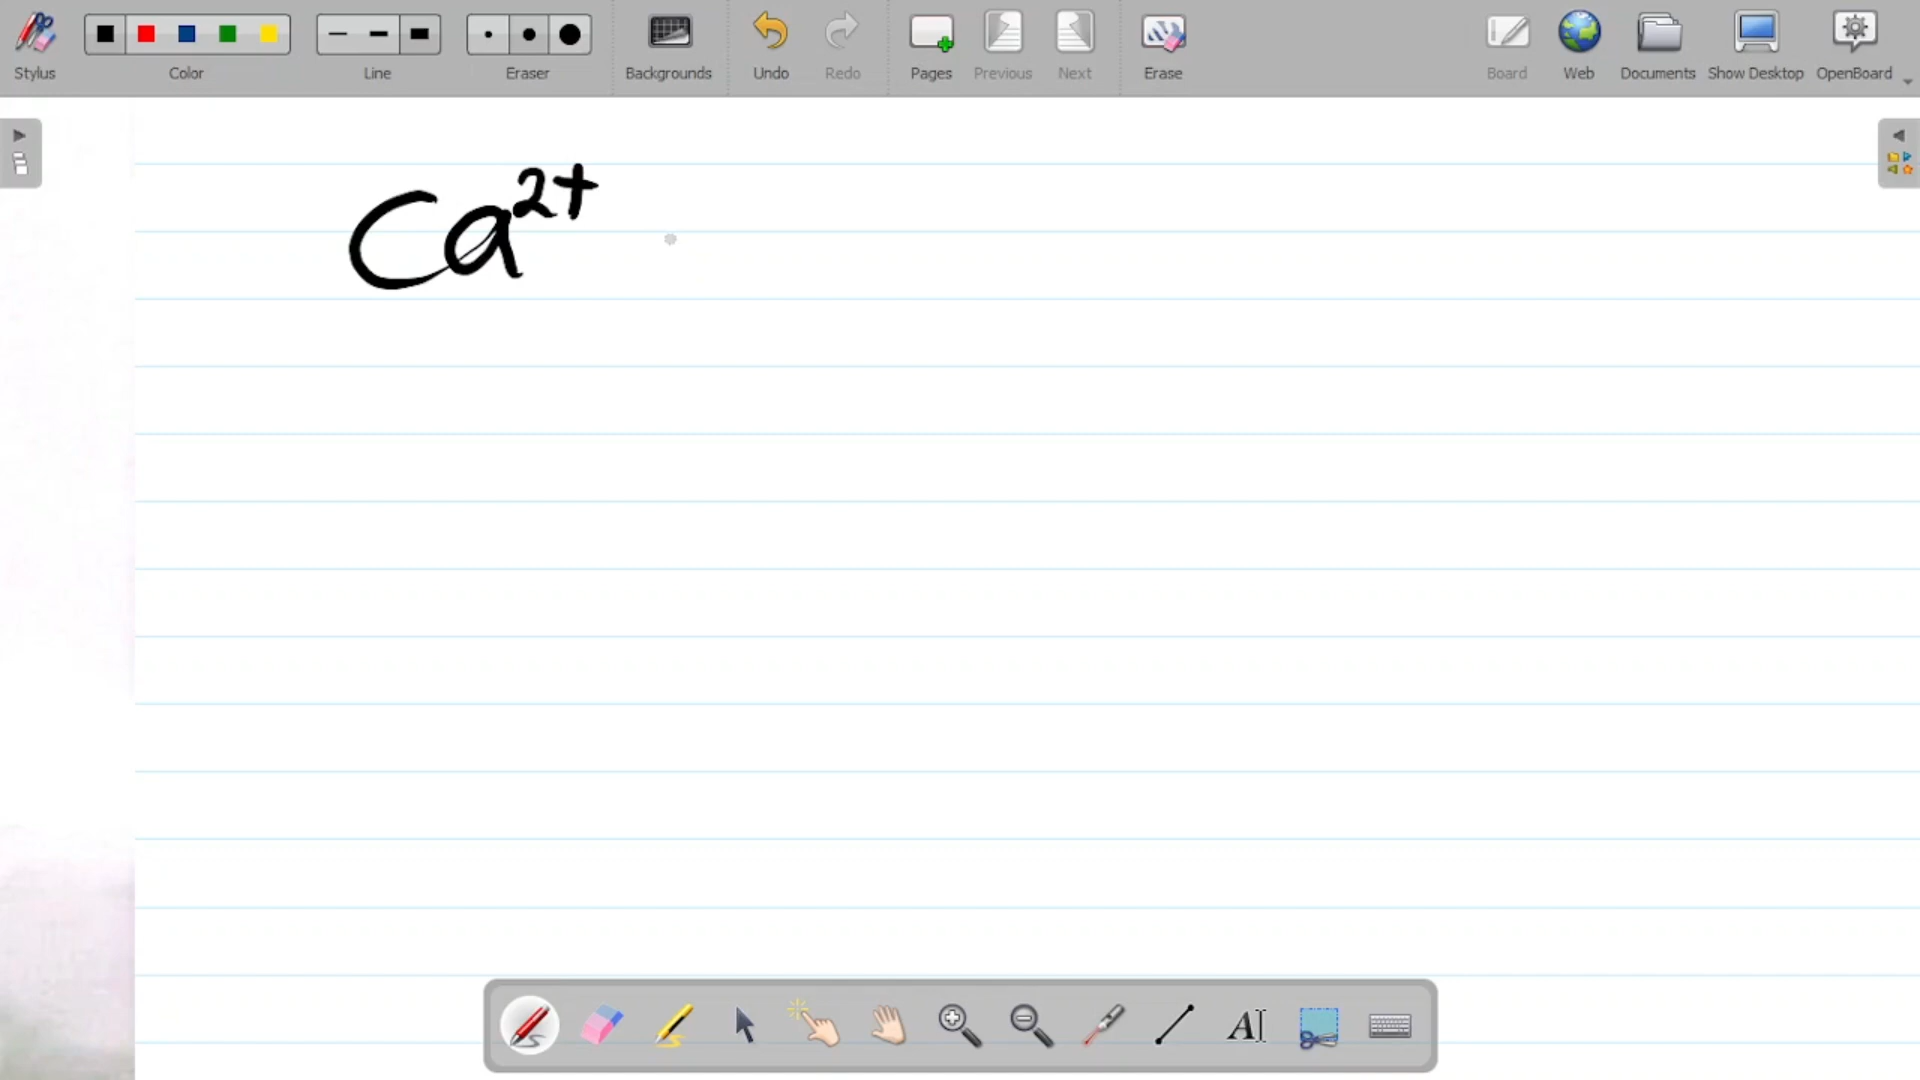 Stylus Color Line Eraser Backgrounds Undo Redo Pages Previous Next Erase Board Web Documents Show Desktop OpenBoard
Ca²⁺